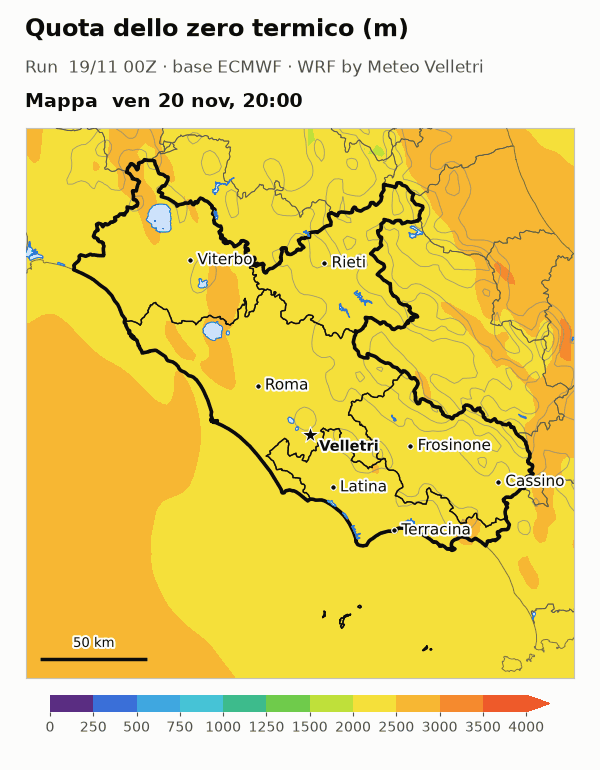 Quota dello zero termico (m)
Run  19/11 00Z · base ECMWF · WRF by Meteo Velletri
Mappa  ven 20 nov, 20:00
Viterbo
Rieti
Roma
Velletri
Frosinone
Cassino
Latina
Terracina
50 km
0 250 500 750 1000 1250 1500 2000 2500 3000 3500 4000